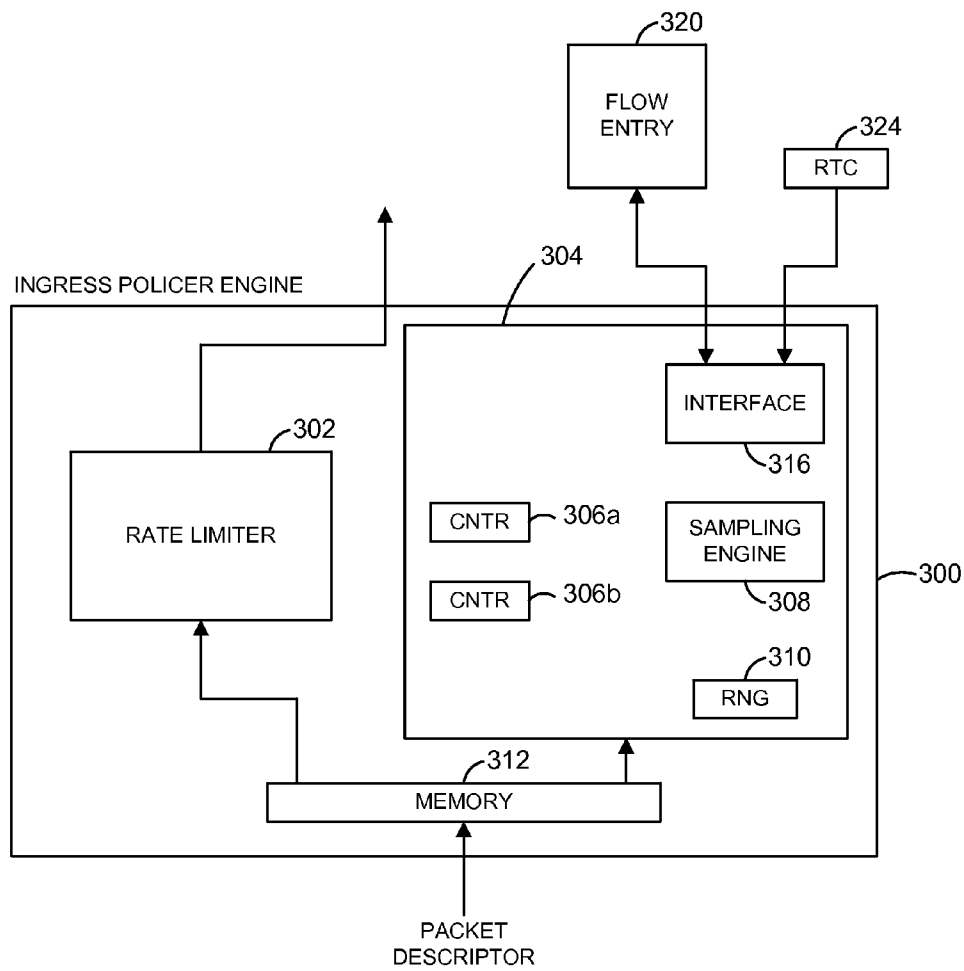 320
FLOW
ENTRY
324
RTC
INGRESS POLICER ENGINE
304
INTERFACE
316
302
RATE LIMITER
CNTR
306a
SAMPLING
ENGINE
308
CNTR
306b
300
310
RNG
312
MEMORY
PACKET
DESCRIPTOR